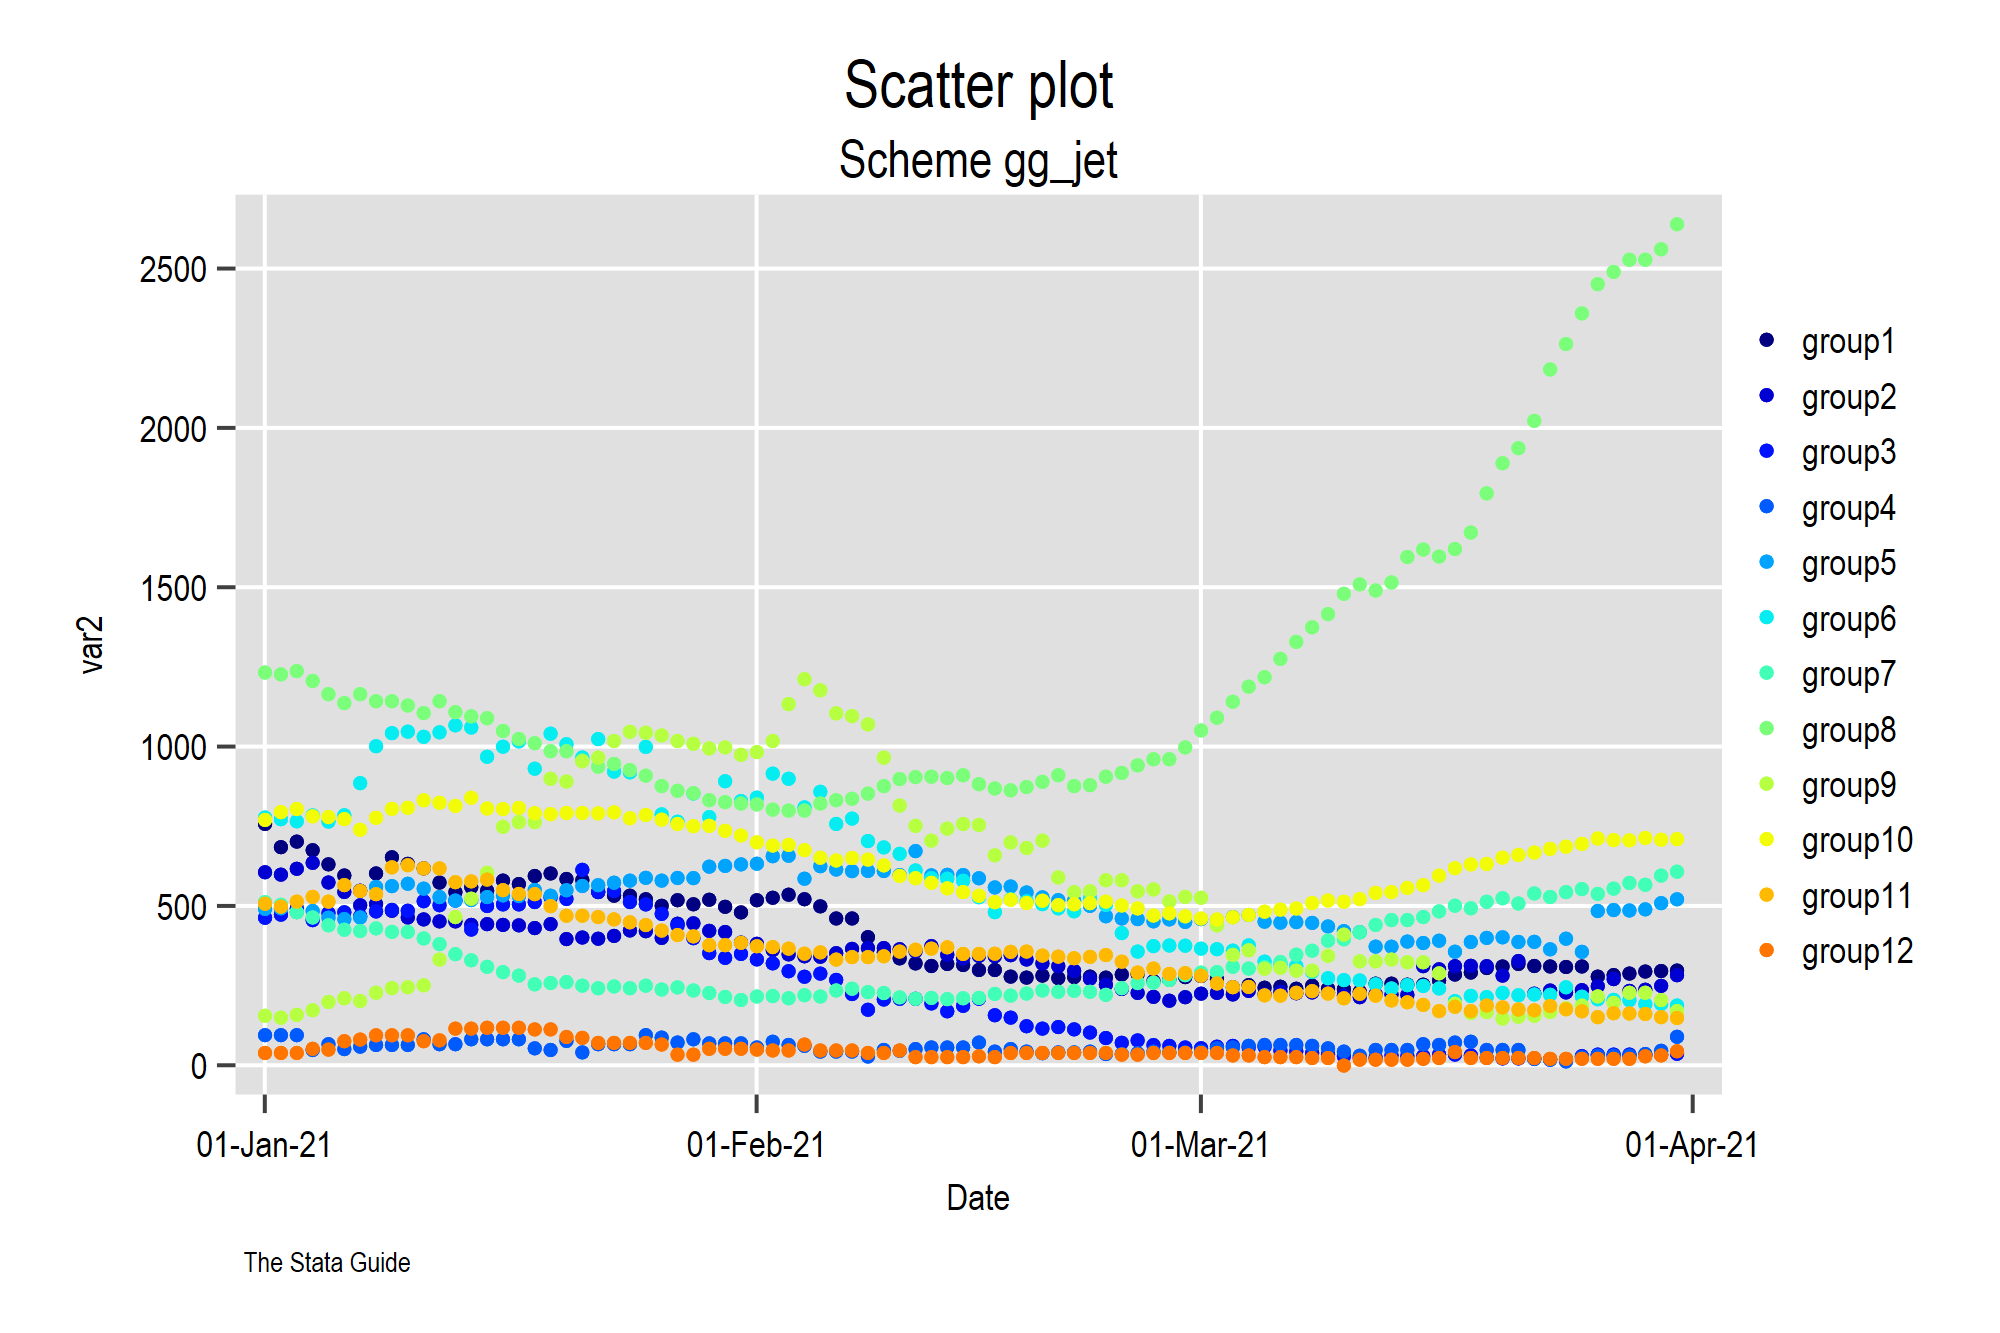 Scatter plot
Scheme gg_jet
2500
2000
1500
1000
500
0
var2
01-Jan-21
01-Feb-21
01-Mar-21
01-Apr-21
Date
group1
group2
group3
group4
group5
group6
group7
group8
group9
group10
group11
group12
The Stata Guide